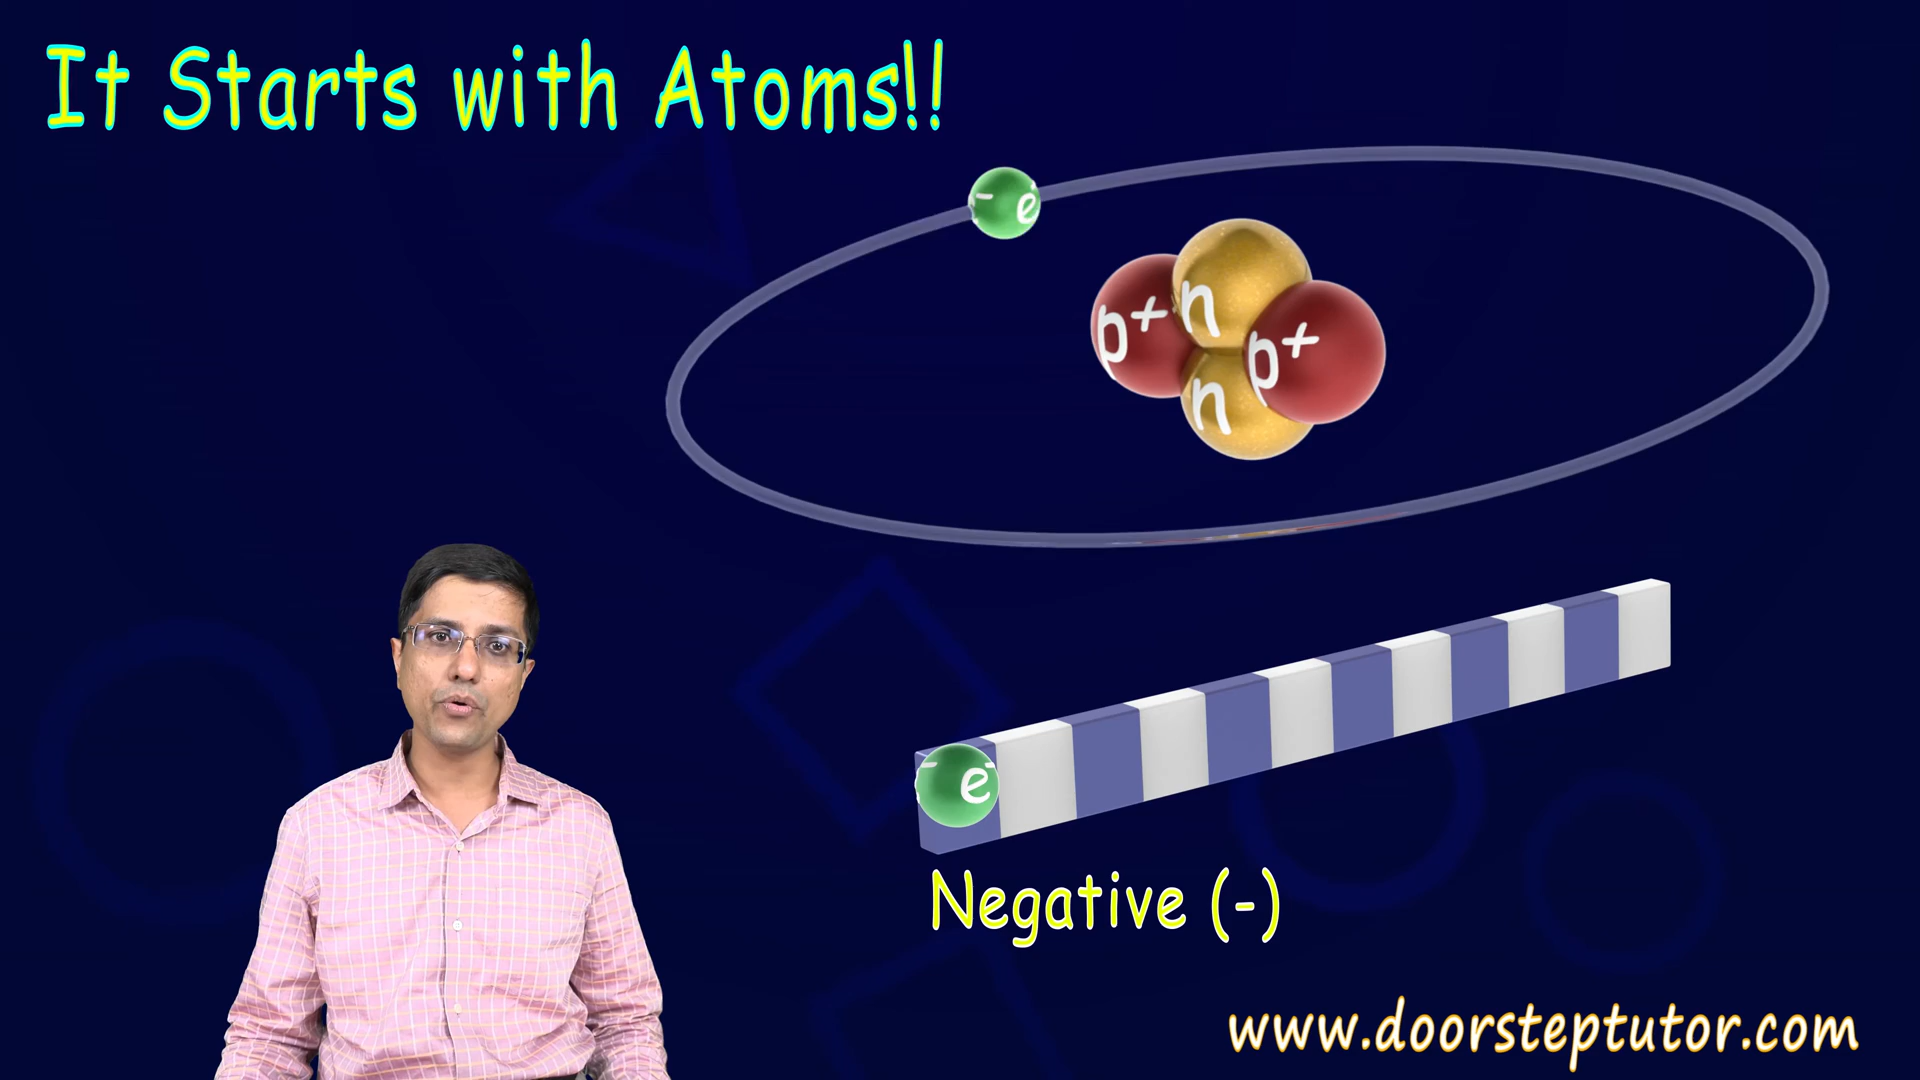 It Starts with Atoms!!
- e
p+ n p+
n
- e-
Negative (-)
www.doorsteptutor.com